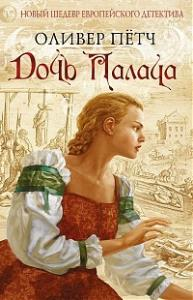 НОВЫЙ ШЕДЕВР ЕВРОПЕЙСКОГО ДЕТЕКТИВА
ОЛИВЕР ПЁТЧ
Дочь Палача